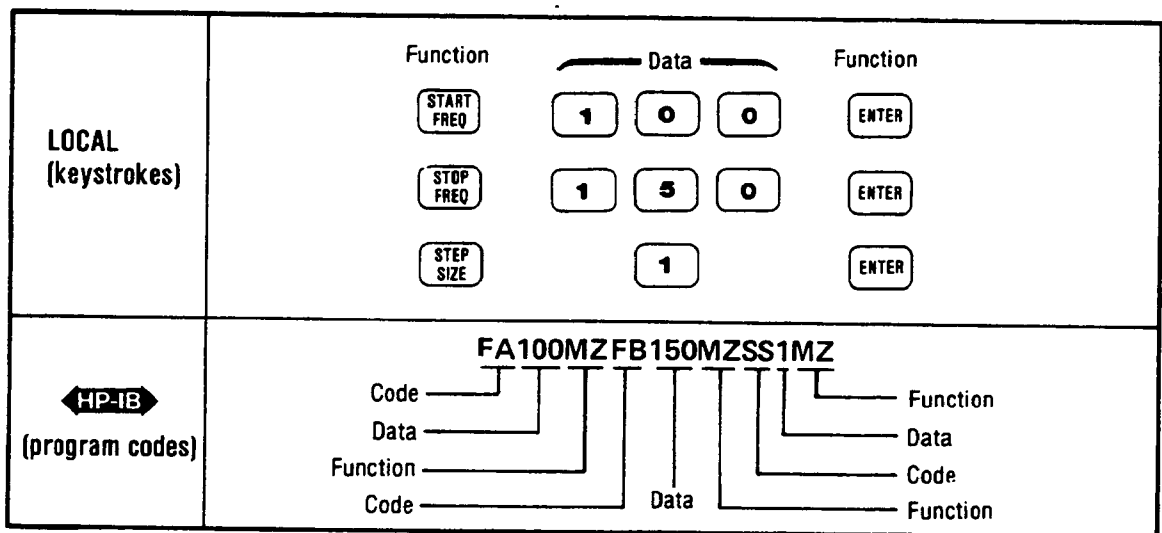 Function Data Function
LOCAL
(keystrokes)
START
FREQ
1 0 0
ENTER
STOP
FREQ
1 5 0
ENTER
STEP
SIZE
1
ENTER
HP-IB
(program codes)
FA100MZFB150MZSS1MZ
Code Function
Data Data
Function Code
Code Data Function